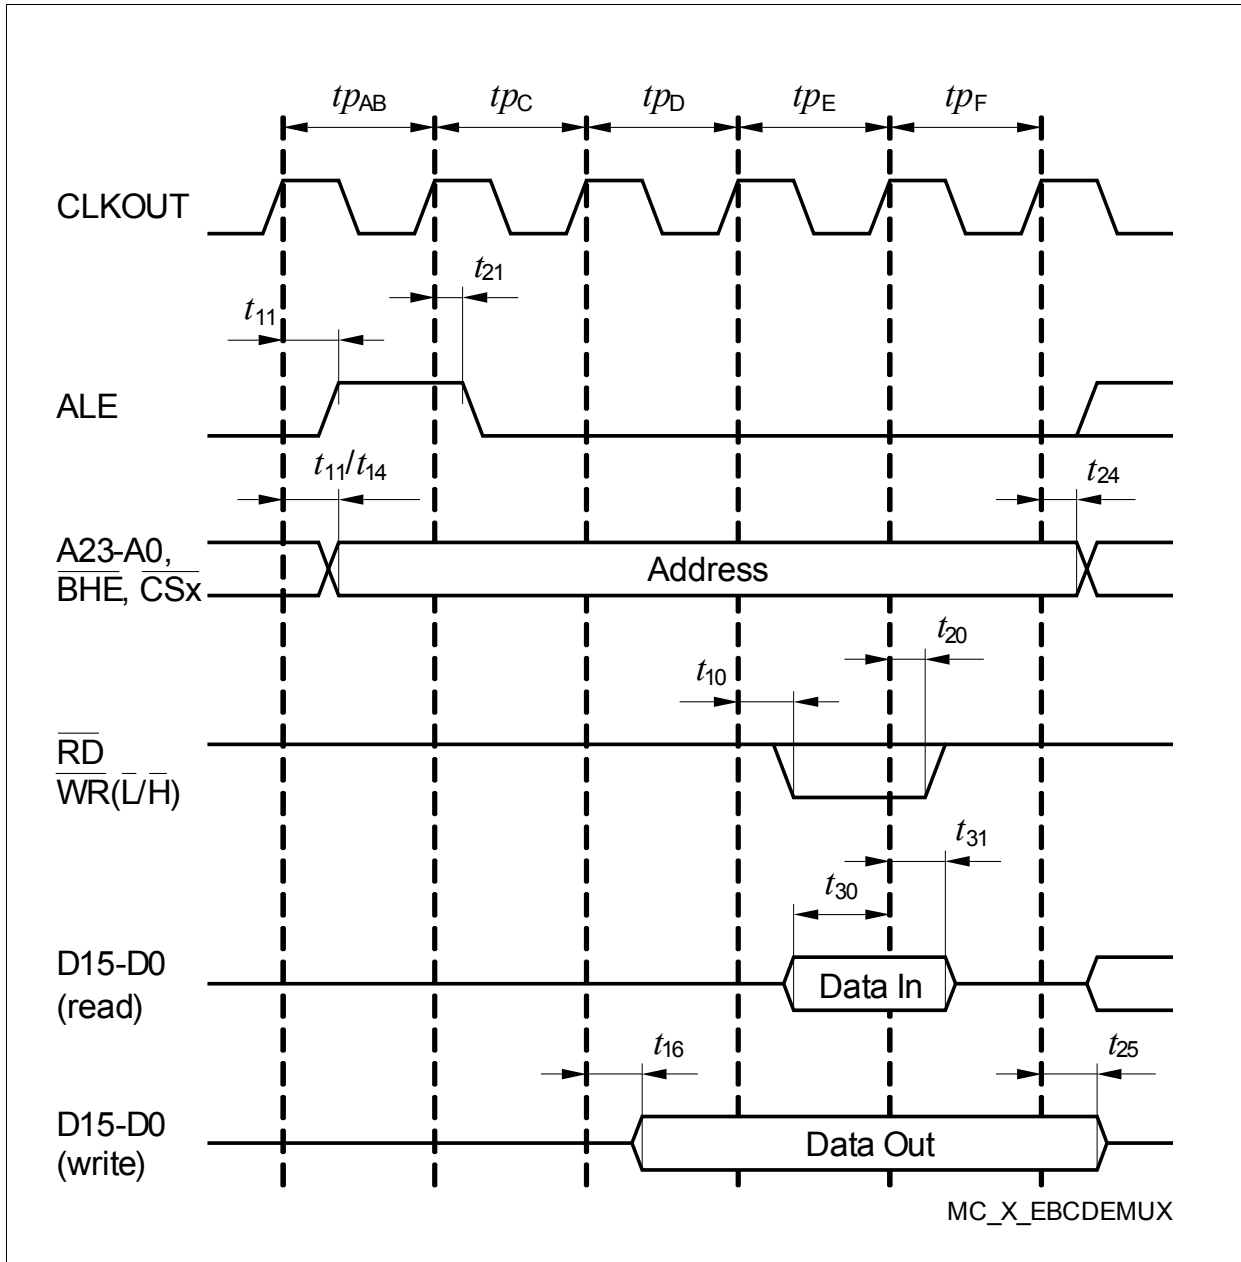 tpAB tpC tpD tpE tpF
CLKOUT
t21
t11
ALE
t11/t14 t24
A23-A0,
BHE, CSx
Address
t20
t10
RD
WR(L/H)
t31
t30
D15-D0
(read)
Data In
t16 t25
D15-D0
(write)
Data Out
MC_X_EBCDEMUX